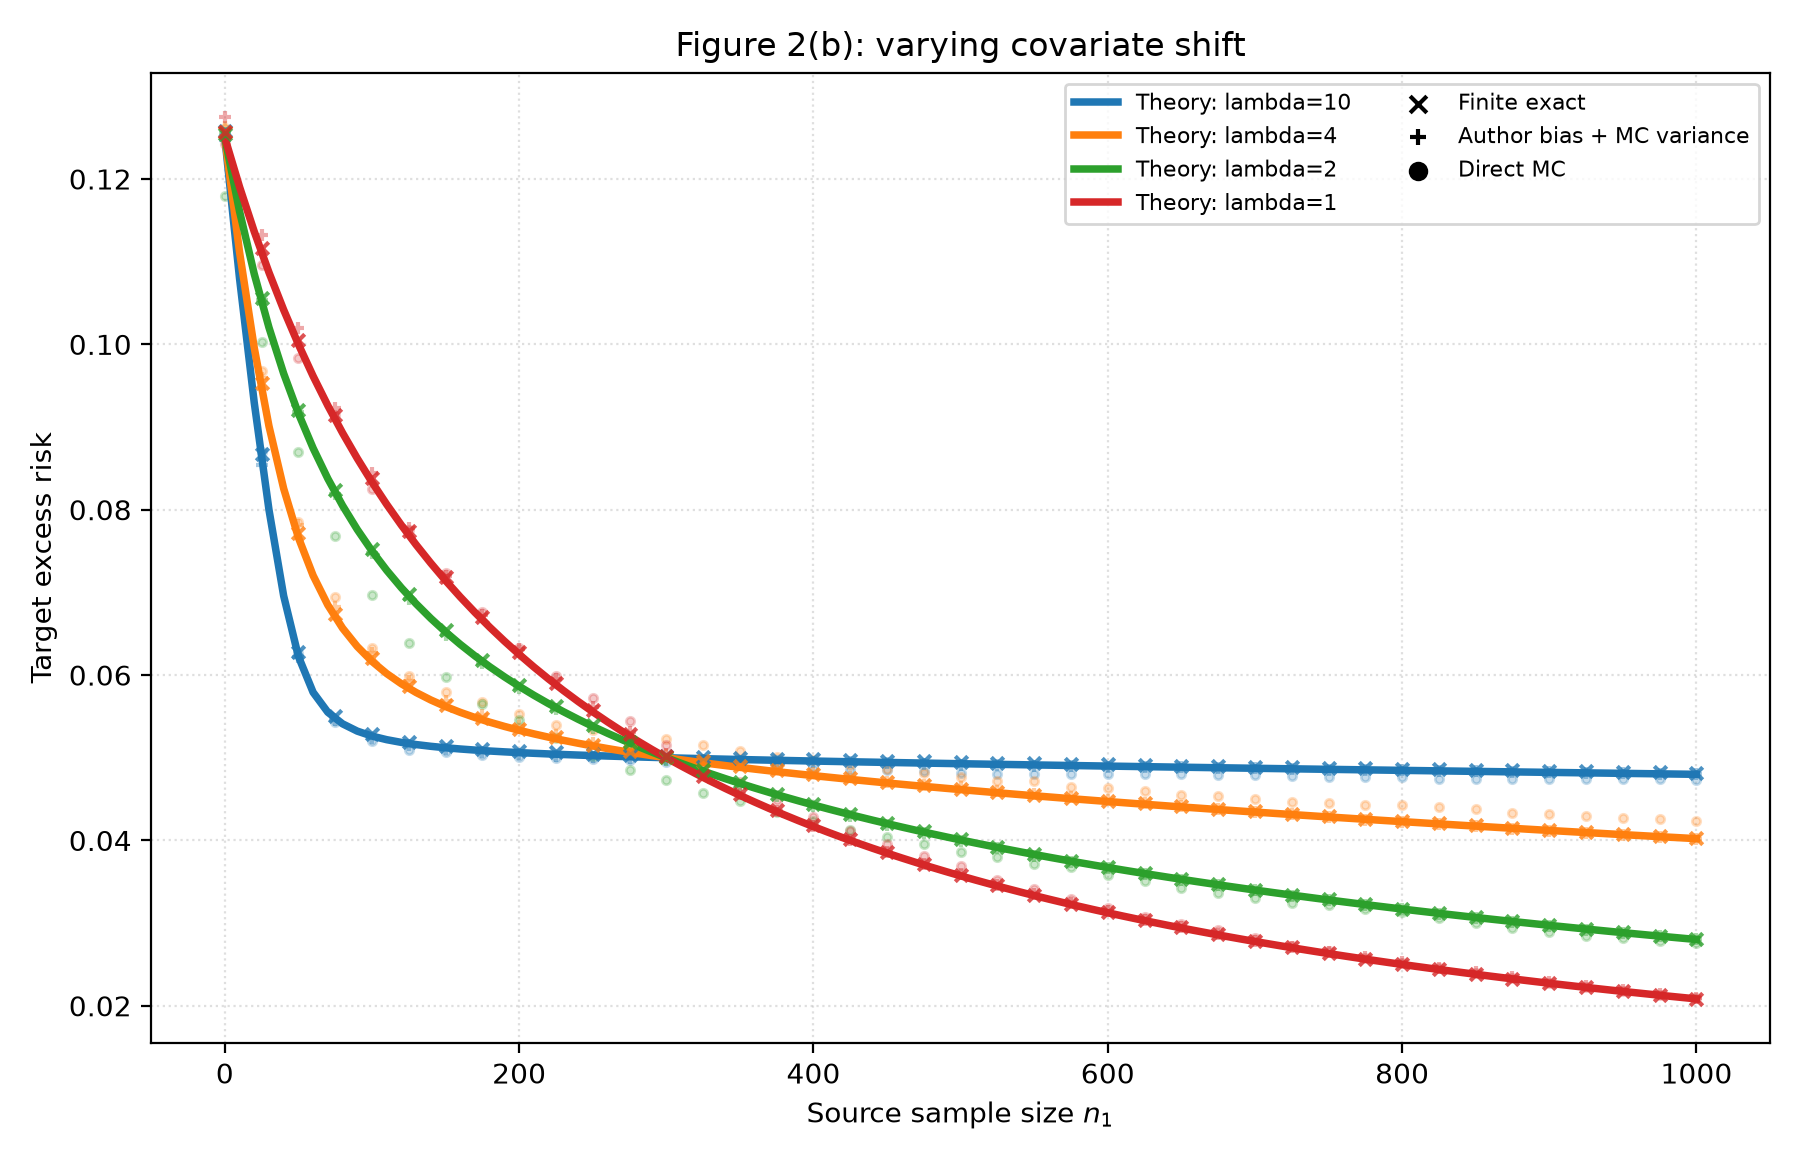 Figure 2(b): varying covariate shift
Theory: lambda=10
Theory: lambda=4
Theory: lambda=2
Theory: lambda=1
Finite exact
Author bias + MC variance
Direct MC
Target excess risk
0.12
0.10
0.08
0.06
0.04
0.02
0 200 400 600 800 1000
Source sample size n₁